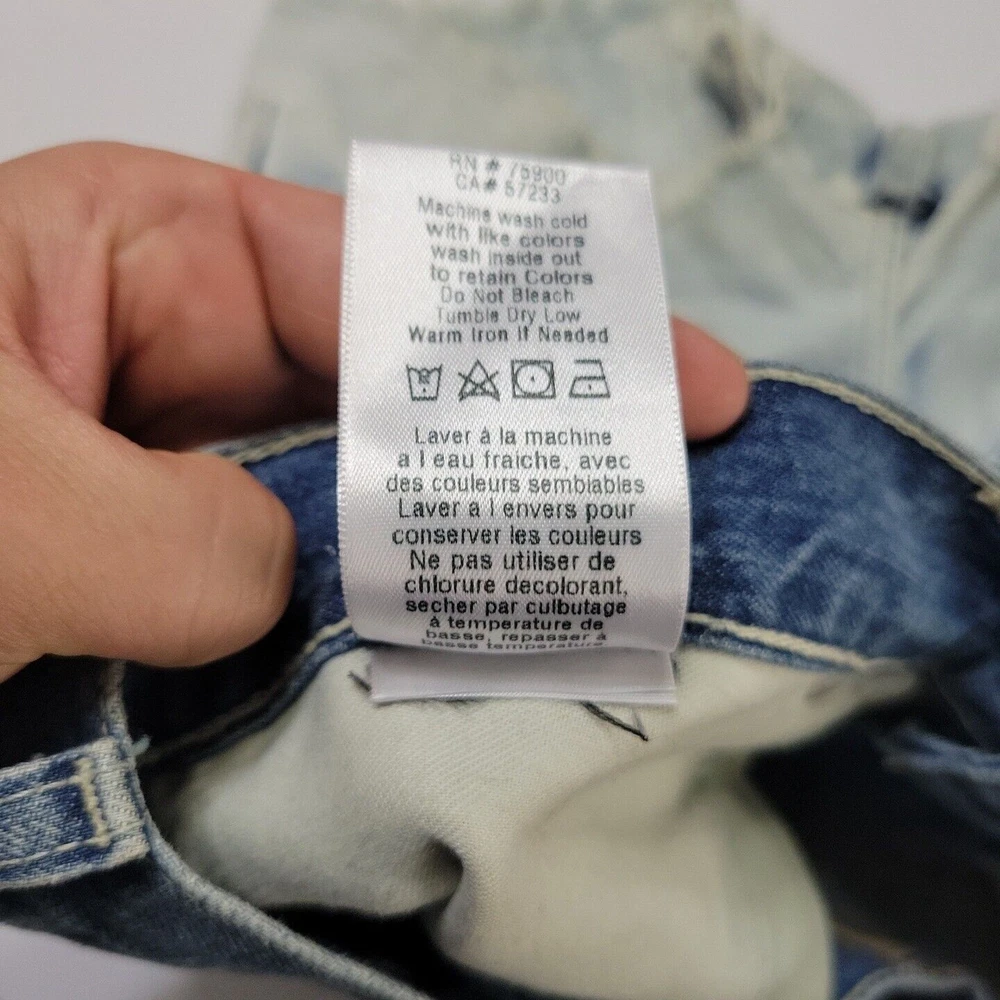 RN # 75900
CA# 57233
Machine wash cold
with like colors
wash inside out
to retain Colors
Do Not Bleach
Tumble Dry Low
Warm Iron If Needed
Laver à la machine
a l eau fraiche, avec
des couleurs semblables
Laver a l envers pour
conserver les couleurs
Ne pas utiliser de
chlorure decolorant,
secher par culbutage
à temperature de
basse, repasser à
basse temperature